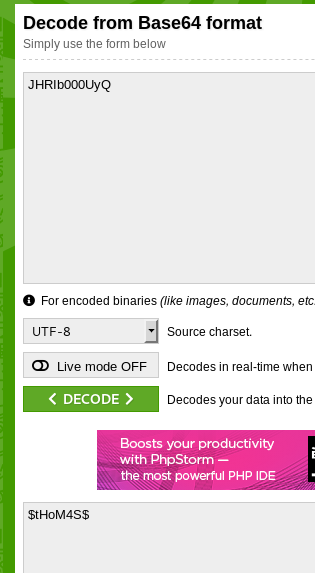 Decode from Base64 format
Simply use the form below
JHRIb000UyQ
For encoded binaries (like images, documents, etc.
UTF-8
Source charset.
Live mode OFF
Decodes in real-time when
DECODE
Decodes your data into the
Boosts your productivity
with PhpStorm —
the most powerful PHP IDE
$tHoM4S$